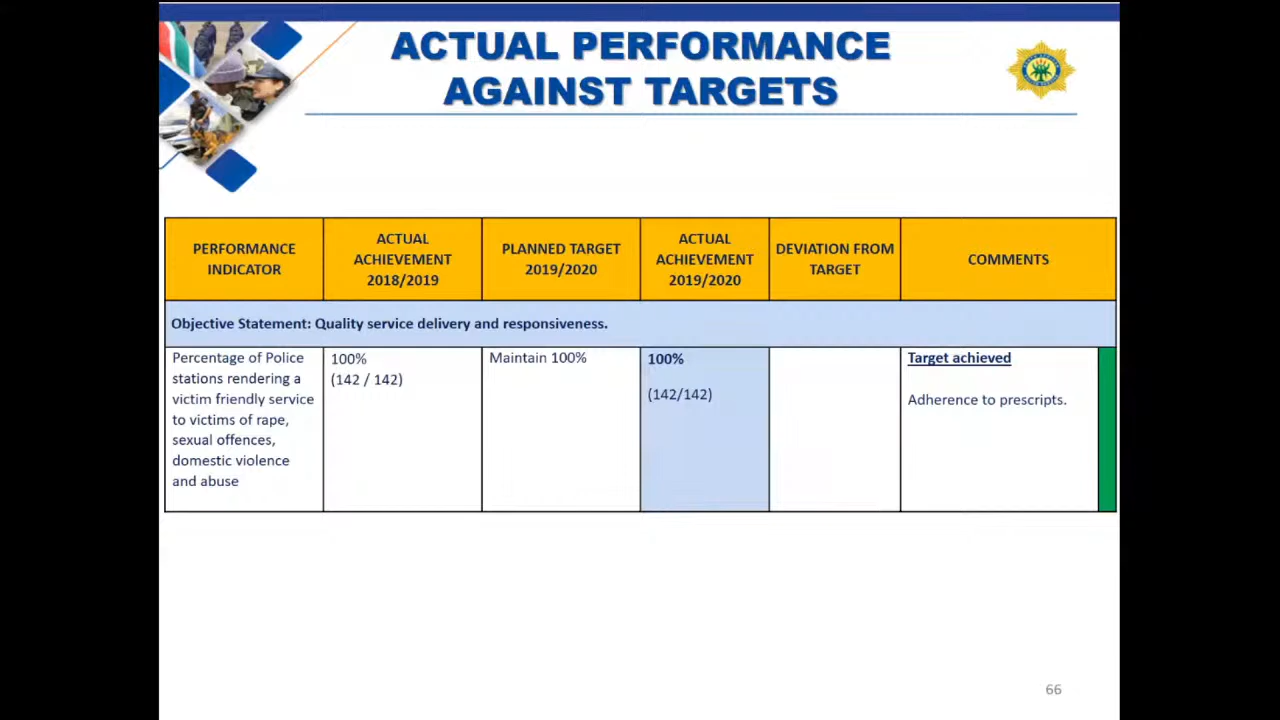 ACTUAL PERFORMANCE
AGAINST TARGETS
PERFORMANCE
INDICATOR
ACTUAL
ACHIEVEMENT
2018/2019
PLANNED TARGET
2019/2020
ACTUAL
ACHIEVEMENT
2019/2020
DEVIATION FROM
TARGET
COMMENTS
Objective Statement: Quality service delivery and responsiveness.
Percentage of Police
stations rendering a
victim friendly service
to victims of rape,
sexual offences,
domestic violence
and abuse
100%
(142 / 142)
Maintain 100%
100%
(142/142)
Target achieved
Adherence to prescripts.
66